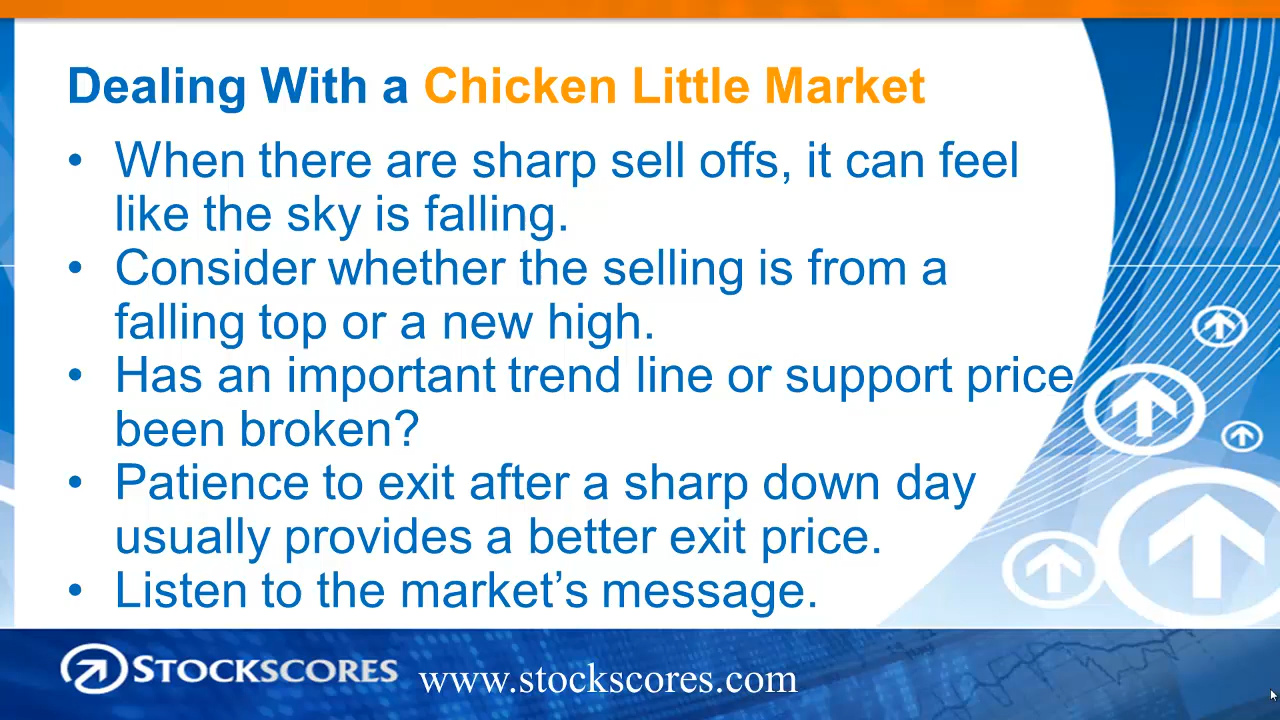 Dealing With a Chicken Little Market
• When there are sharp sell offs, it can feel
like the sky is falling.
• Consider whether the selling is from a
falling top or a new high.
• Has an important trend line or support price
been broken?
• Patience to exit after a sharp down day
usually provides a better exit price.
• Listen to the market’s message.
STOCKSCORES www.stockscores.com